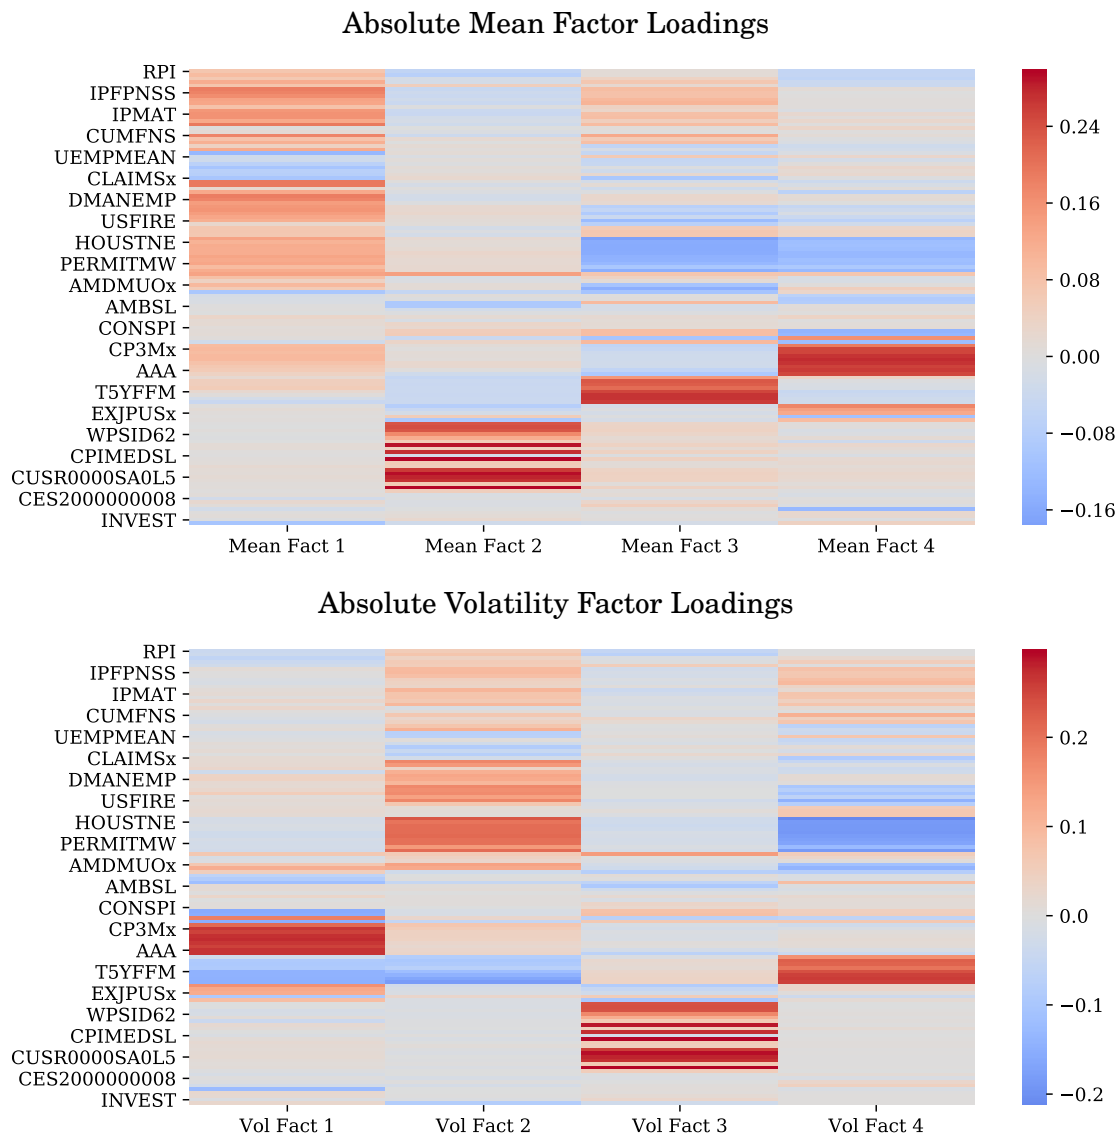 Absolute Mean Factor Loadings
RPI
IPFPNSS
IPMAT
CUMFNS
UEMPMEAN
CLAIMSx
DMANEMP
USFIRE
HOUSTNE
PERMITMW
AMDMUOx
AMBSL
CONSPI
CP3Mx
AAA
T5YFFM
EXJPUSx
WPSID62
CPIMEDSL
CUSR0000SA0L5
CES2000000008
INVEST
Mean Fact 1 Mean Fact 2 Mean Fact 3 Mean Fact 4
0.24
0.16
0.08
0.00
−0.08
−0.16
Absolute Volatility Factor Loadings
RPI
IPFPNSS
IPMAT
CUMFNS
UEMPMEAN
CLAIMSx
DMANEMP
USFIRE
HOUSTNE
PERMITMW
AMDMUOx
AMBSL
CONSPI
CP3Mx
AAA
T5YFFM
EXJPUSx
WPSID62
CPIMEDSL
CUSR0000SA0L5
CES2000000008
INVEST
Vol Fact 1 Vol Fact 2 Vol Fact 3 Vol Fact 4
0.2
0.1
0.0
−0.1
−0.2